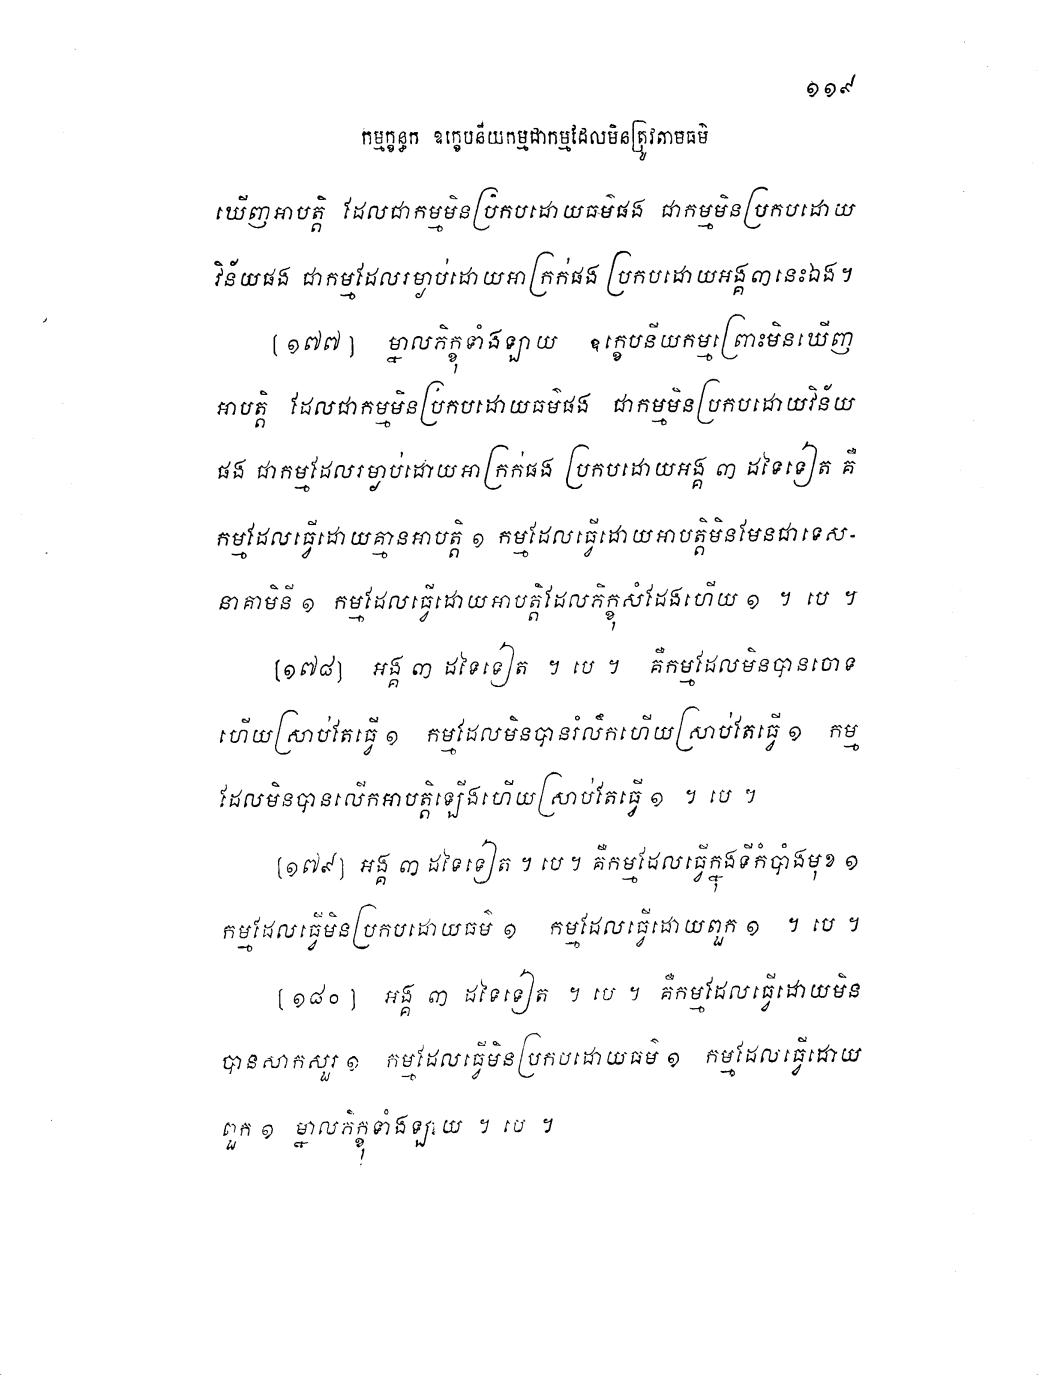 ១១៩
កម្មក្ខន្ធក ឧក្ខេបនីយកម្មជាកម្មដែលមិនត្រូវតាមធម៌
ឃើញអាបត្តិ ដែលជាកម្មមិនប្រកបដោយធម៌ផង ជាកម្មមិនប្រកបដោយ
វិន័យផង ជាកម្មដែលរម្ងាប់ដោយអាក្រក់ផង ប្រកបដោយអង្គ៣នេះឯង។
[១៧៧] ម្នាលភិក្ខុទាំងឡាយ ឧក្ខេបនីយកម្មព្រោះមិនឃើញ
អាបត្តិ ដែលជាកម្មមិនប្រកបដោយធម៌ផង ជាកម្មមិនប្រកបដោយវិន័យ
ផង ជាកម្មដែលរម្ងាប់ដោយអាក្រក់ផង ប្រកបដោយអង្គ ៣ ដទៃទៀត គឺ
កម្មដែលធ្វើដោយគ្មានអាបត្តិ ១ កម្មដែលធ្វើដោយអាបត្តិមិនមែនជាទេស-
នាគាមិនី ១ កម្មដែលធ្វើដោយអាបត្តិដែលភិក្ខុសំដែងហើយ ១ ។ បេ ។
[១៧៨] អង្គ ៣ ដទៃទៀត ។ បេ ។ គឺកម្មដែលមិនបានចោទ
ហើយស្រាប់តែធ្វើ ១ កម្មដែលមិនបានរំលឹកហើយស្រាប់តែធ្វើ ១ កម្ម
ដែលមិនបានលើកអាបត្តិឡើងហើយស្រាប់តែធ្វើ ១ ។ បេ ។
[១៧៩] អង្គ ៣ ដទៃទៀត ។ បេ ។ គឺកម្មដែលធ្វើក្នុងទីកំបាំងមុខ ១
កម្មដែលធ្វើមិនប្រកបដោយធម៌ ១ កម្មដែលធ្វើដោយពួក ១ ។ បេ ។
[១៨០] អង្គ ៣ ដទៃទៀត ។ បេ ។ គឺកម្មដែលធ្វើដោយមិន
បានសាកសួរ ១ កម្មដែលធ្វើមិនប្រកបដោយធម៌ ១ កម្មដែលធ្វើដោយ
ពួក ១ ម្នាលភិក្ខុទាំងឡាយ ។ បេ ។